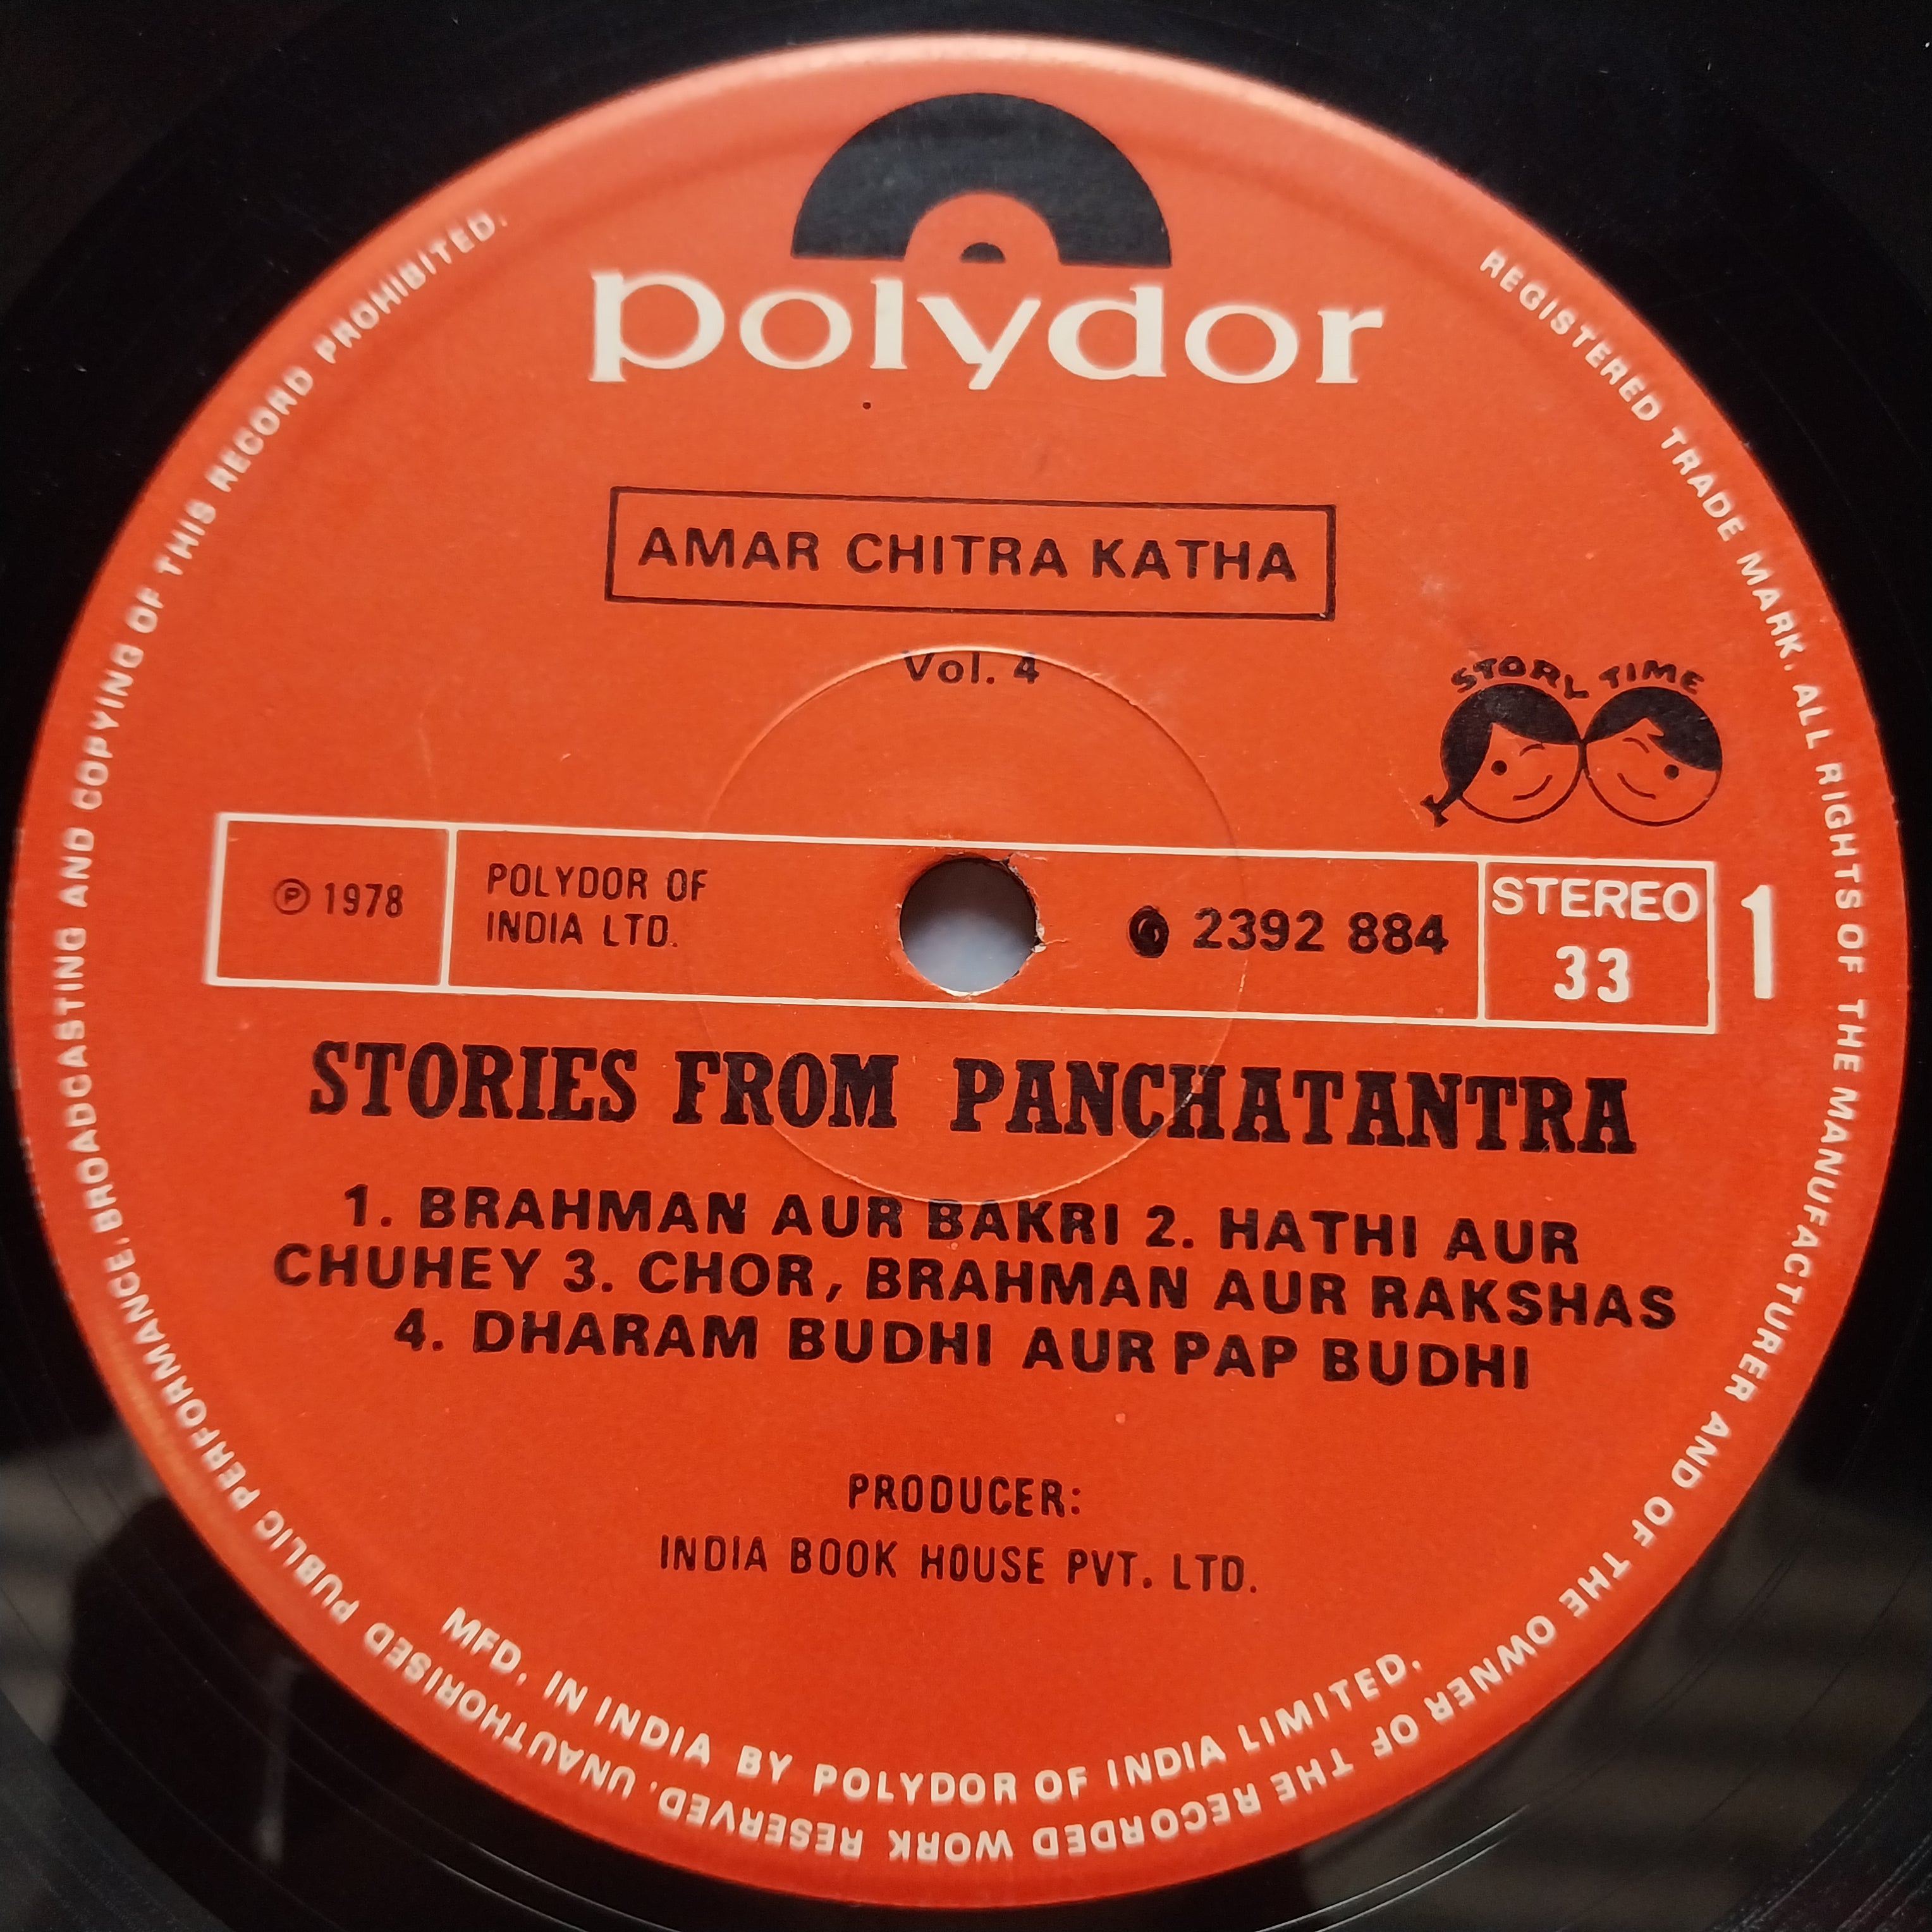 polydor
AMAR CHITRA KATHA
Vol. 4
STORY TIME
℗ 1978
POLYDOR OF
INDIA LTD.
2392 884
STEREO
33
1
STORIES FROM PANCHATANTRA
1. BRAHMAN AUR BAKRI 2. HATHI AUR
CHUHEY 3. CHOR, BRAHMAN AUR RAKSHAS
4. DHARAM BUDHI AUR PAP BUDHI
PRODUCER:
INDIA BOOK HOUSE PVT. LTD.
MFD. IN INDIA BY POLYDOR OF INDIA LIMITED.
REGISTERED TRADE MARK. ALL RIGHTS OF THE MANUFACTURER AND OF THE OWNER OF THE RECORDED WORK RESERVED. UNAUTHORISED PUBLIC PERFORMANCE, BROADCASTING AND COPYING OF THIS RECORD PROHIBITED.